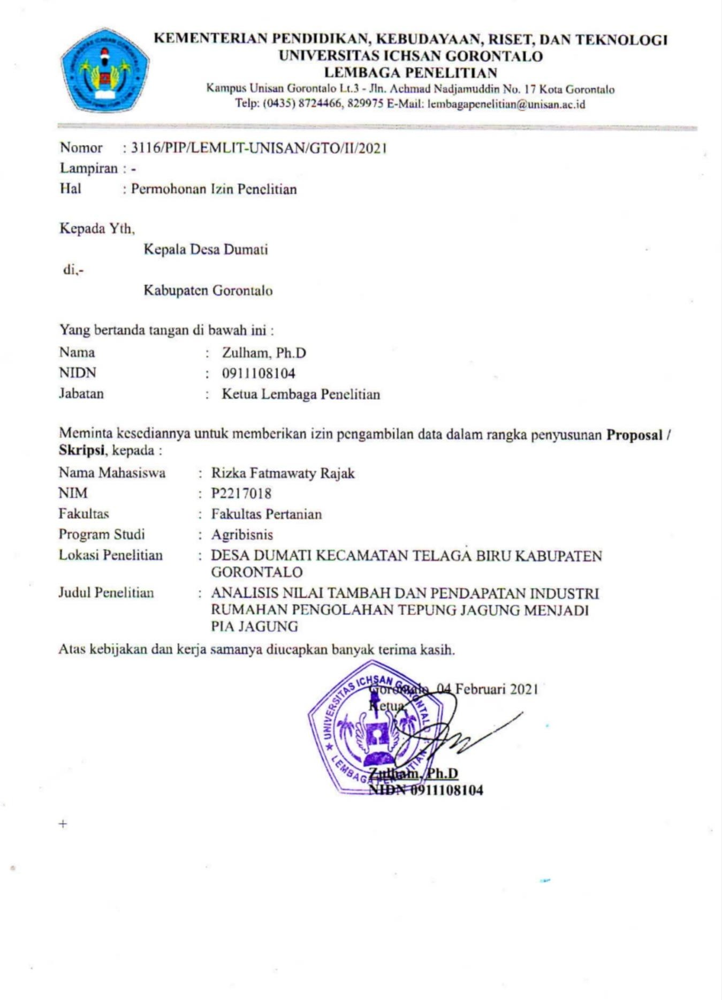 KEMENTERIAN PENDIDIKAN, KEBUDAYAAN, RISET, DAN TEKNOLOGI
UNIVERSITAS ICHSAN GORONTALO
LEMBAGA PENELITIAN
Kampus Unisan Gorontalo Lt.3 - Jln. Achmad Nadjamuddin No. 17 Kota Gorontalo
Telp: (0435) 8724466, 829975 E-Mail: lembagapenelitian@unisan.ac.id
Nomor : 3116/PIP/LEMLIT-UNISAN/GTO/II/2021
Lampiran : -
Hal : Permohonan Izin Penelitian
Kepada Yth,
Kepala Desa Dumati
di,-
Kabupaten Gorontalo
Yang bertanda tangan di bawah ini :
Nama : Zulham, Ph.D
NIDN : 0911108104
Jabatan : Ketua Lembaga Penelitian
Meminta kesediannya untuk memberikan izin pengambilan data dalam rangka penyusunan Proposal /
Skripsi, kepada :
Nama Mahasiswa : Rizka Fatmawaty Rajak
NIM : P2217018
Fakultas : Fakultas Pertanian
Program Studi : Agribisnis
Lokasi Penelitian : DESA DUMATI KECAMATAN TELAGA BIRU KABUPATEN
GORONTALO
Judul Penelitian : ANALISIS NILAI TAMBAH DAN PENDAPATAN INDUSTRI
RUMAHAN PENGOLAHAN TEPUNG JAGUNG MENJADI
PIA JAGUNG
Atas kebijakan dan kerja samanya diucapkan banyak terima kasih.
Gorontalo, 04 Februari 2021
Ketua,
UNIVERSITAS ICHSAN GORONTALO
LEMBAGA PENELITIAN
Zulham, Ph.D
NIDN 0911108104
+